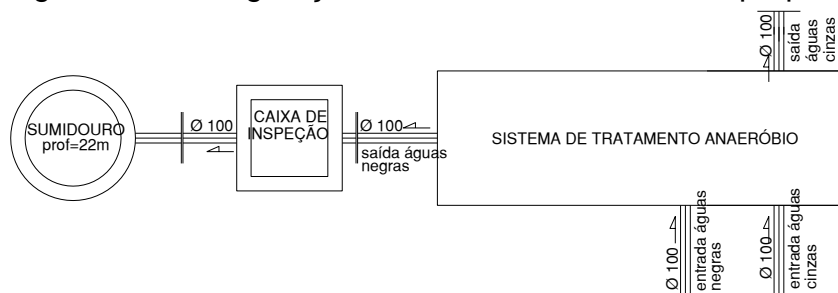 Ø 100
saída
águas
cinzas
SUMIDOURO
prof=22m
Ø 100
CAIXA DE
INSPEÇÃO
Ø 100
saída águas
negras
SISTEMA DE TRATAMENTO ANAERÓBIO
Ø 100
entrada águas
negras
Ø 100
entrada águas
cinzas